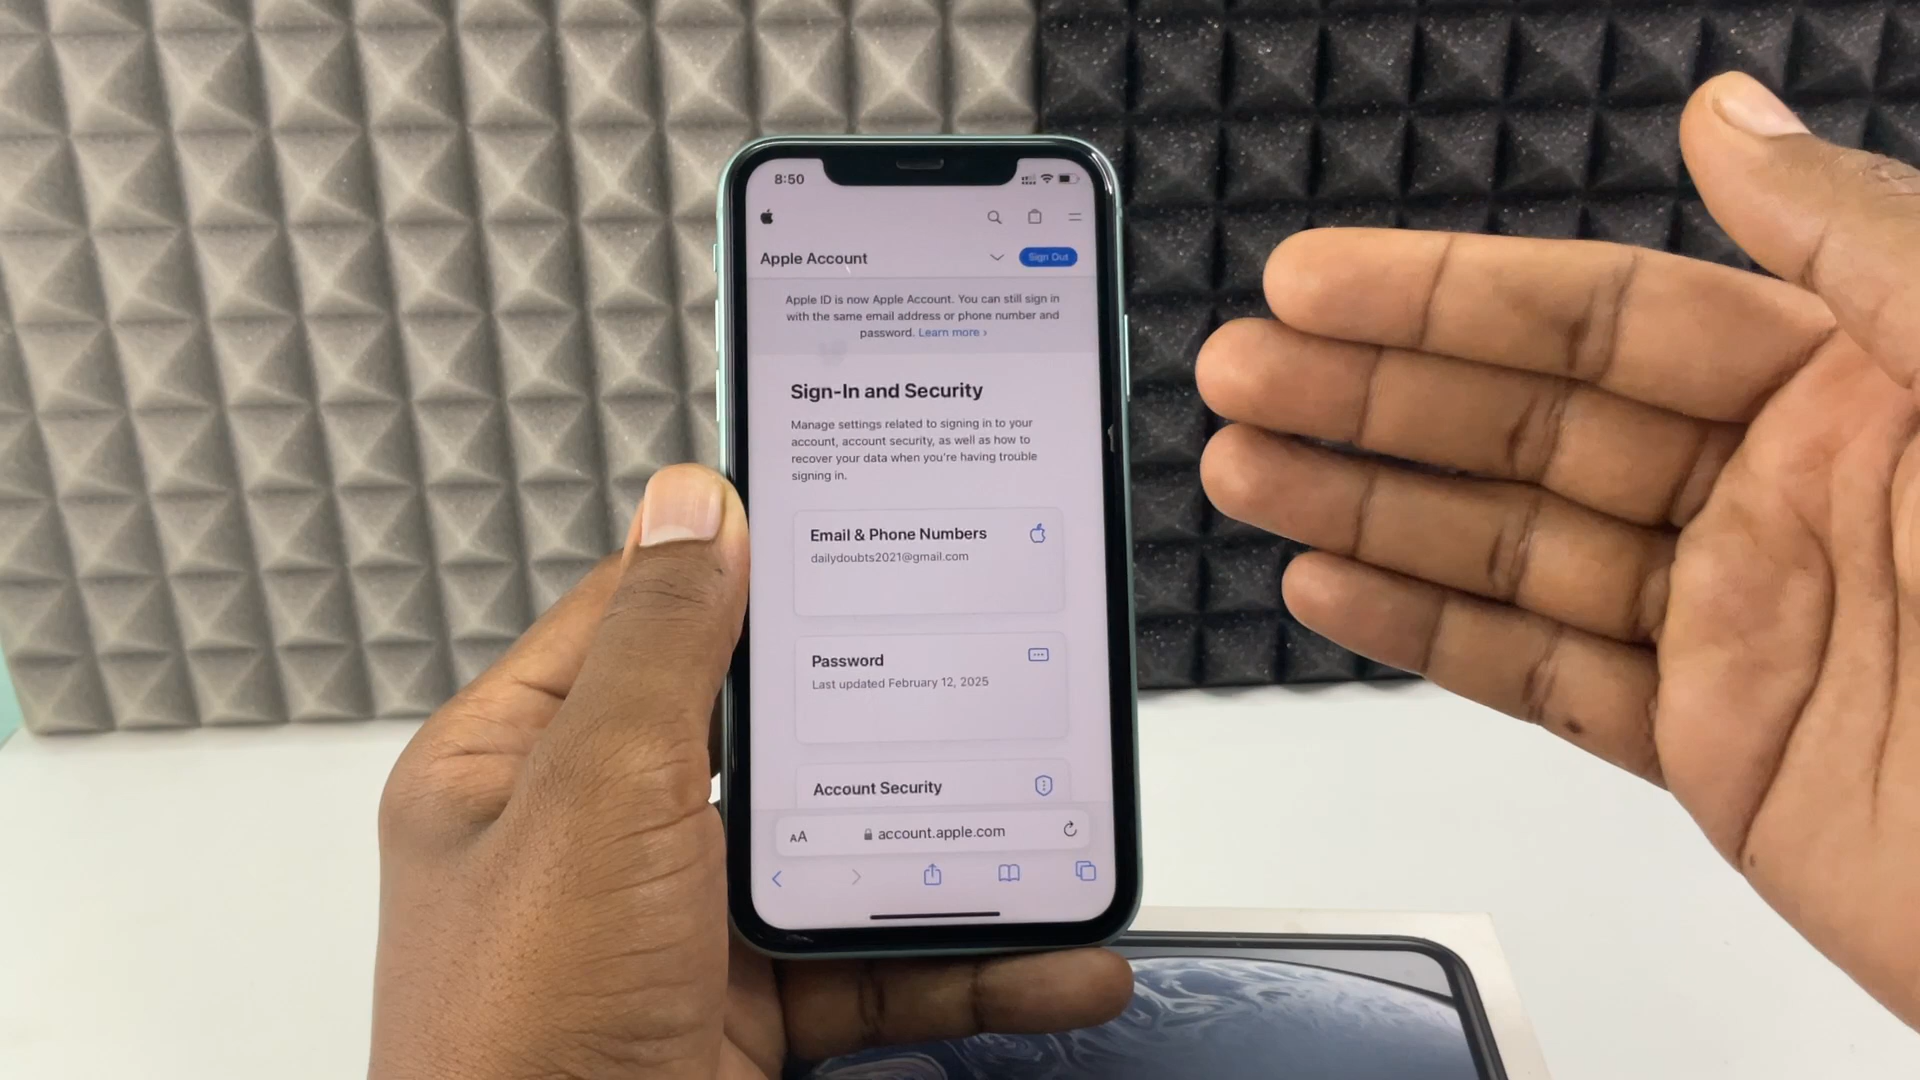 8:50
Apple Account
Sign Out
Apple ID is now Apple Account. You can still sign in
with the same email address or phone number and
password. Learn more ›
Sign-In and Security
Manage settings related to signing in to your
account, account security, as well as how to
recover your data when you're having trouble
signing in.
Email & Phone Numbers
dailydoubts2021@gmail.com
Password
Last updated February 12, 2025
Account Security
AA
account.apple.com